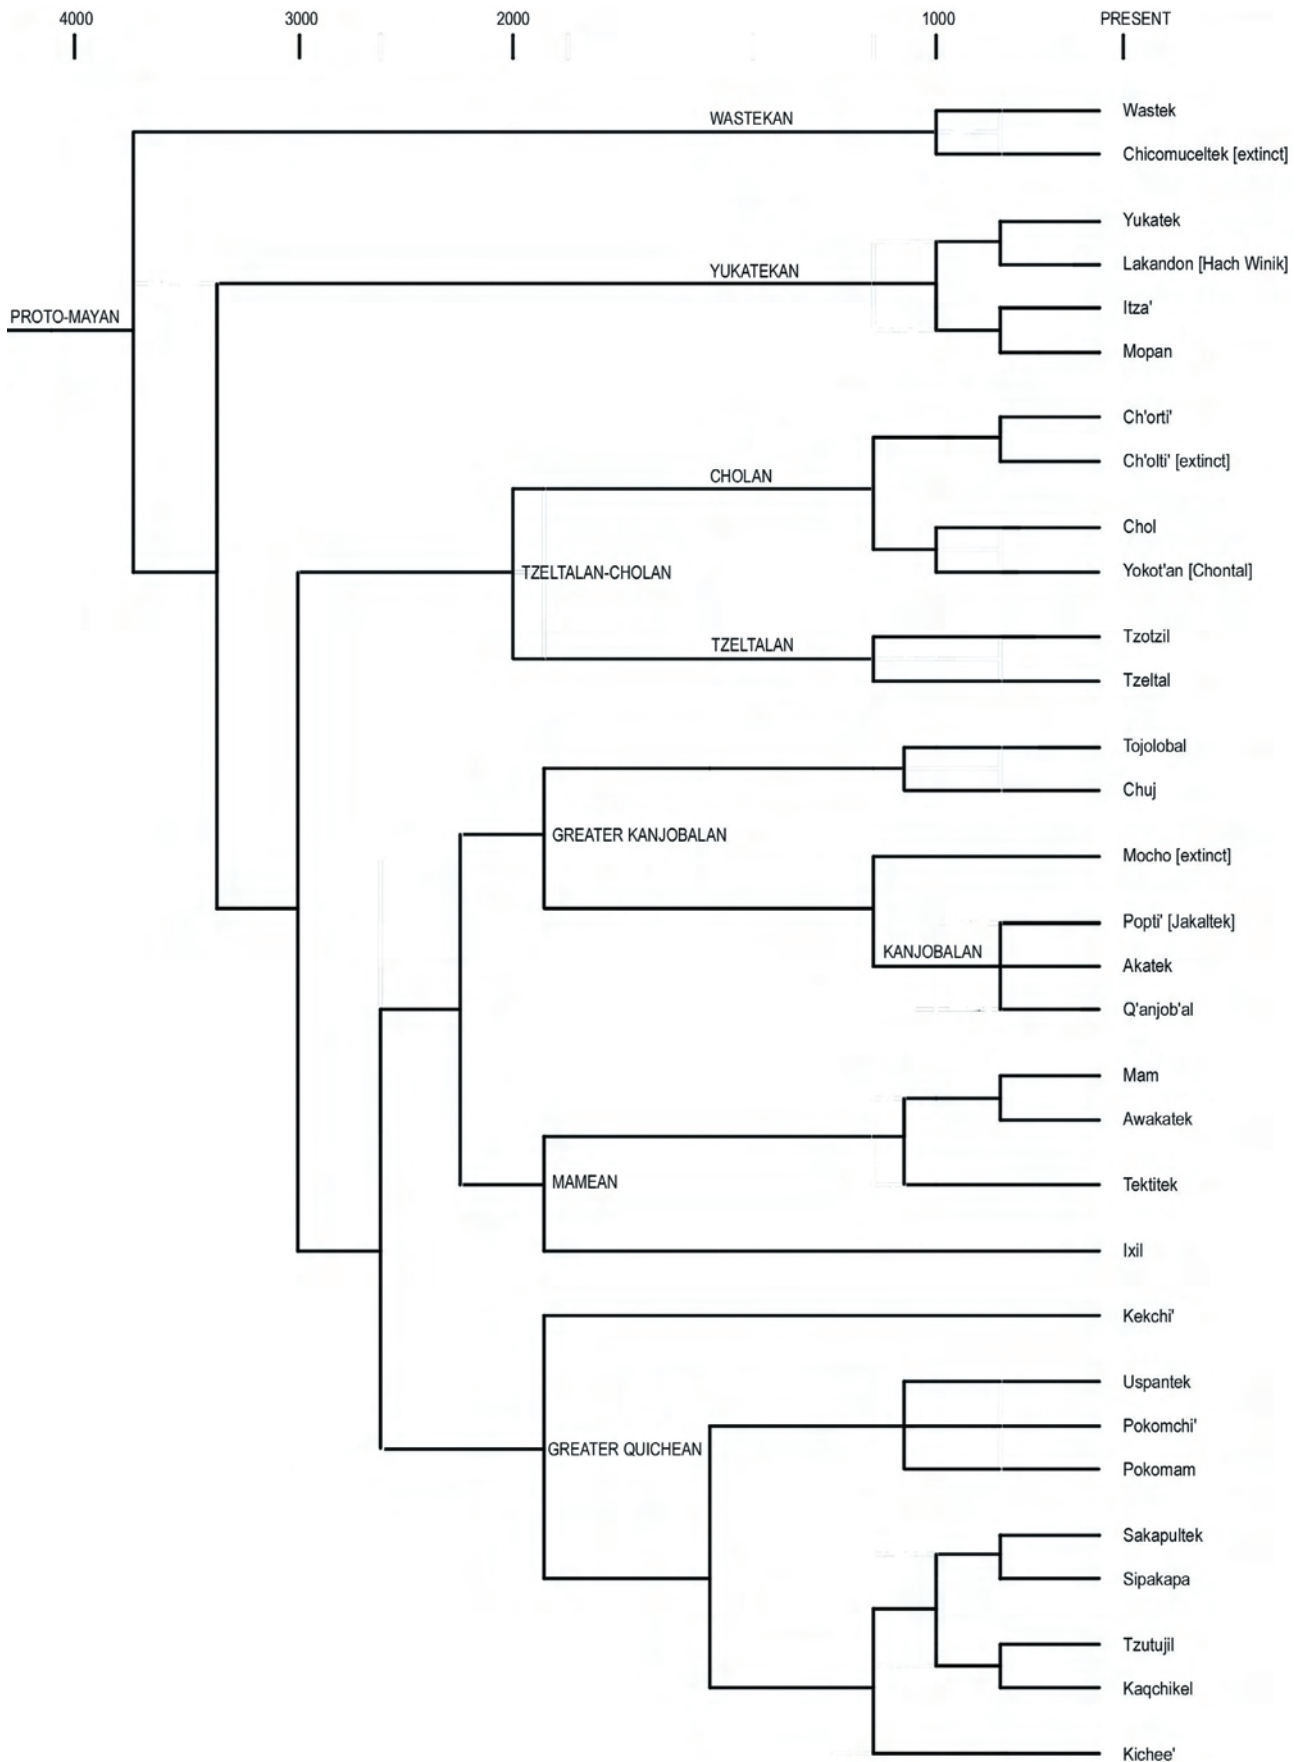 4000 3000 2000 1000 PRESENT
Wastek
WASTEKAN
Chicomuceltek [extinct]
Yukatek
Lakandon [Hach Winik]
YUKATEKAN
Itza'
PROTO-MAYAN
Mopan
Ch'orti'
Ch'olti' [extinct]
CHOLAN
Chol
Yokot'an [Chontal]
TZELTALAN-CHOLAN
Tzotzil
TZELTALAN
Tzeltal
Tojolobal
Chuj
GREATER KANJOBALAN
Mocho [extinct]
Popti' [Jakaltek]
KANJOBALAN
Akatek
Q'anjob'al
Mam
Awakatek
MAMEAN
Tektitek
Ixil
Kekchi'
Uspantek
Pokomchi'
GREATER QUICHEAN
Pokomam
Sakapultek
Sipakapa
Tzutujil
Kaqchikel
Kichee'